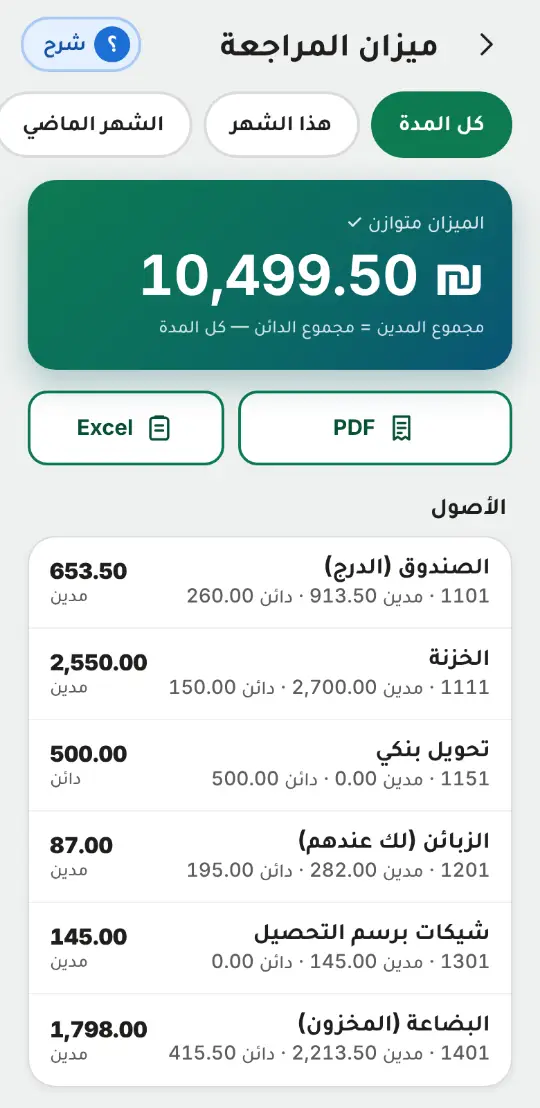 ميزان المراجعة
؟ شرح
كل المدة
هذا الشهر
الشهر الماضي
الميزان متوازن ✓
₪ 10,499.50
مجموع المدين = مجموع الدائن — كل المدة
PDF
Excel
الأصول
الصندوق (الدرج)
653.50
1101 · مدين 913.50 · دائن 260.00
مدين
الخزنة
2,550.00
1111 · مدين 2,700.00 · دائن 150.00
مدين
تحويل بنكي
500.00
1151 · مدين 0.00 · دائن 500.00
دائن
الزبائن (لك عندهم)
87.00
1201 · مدين 282.00 · دائن 195.00
مدين
شيكات برسم التحصيل
145.00
1301 · مدين 145.00 · دائن 0.00
مدين
البضاعة (المخزون)
1,798.00
1401 · مدين 2,213.50 · دائن 415.50
مدين